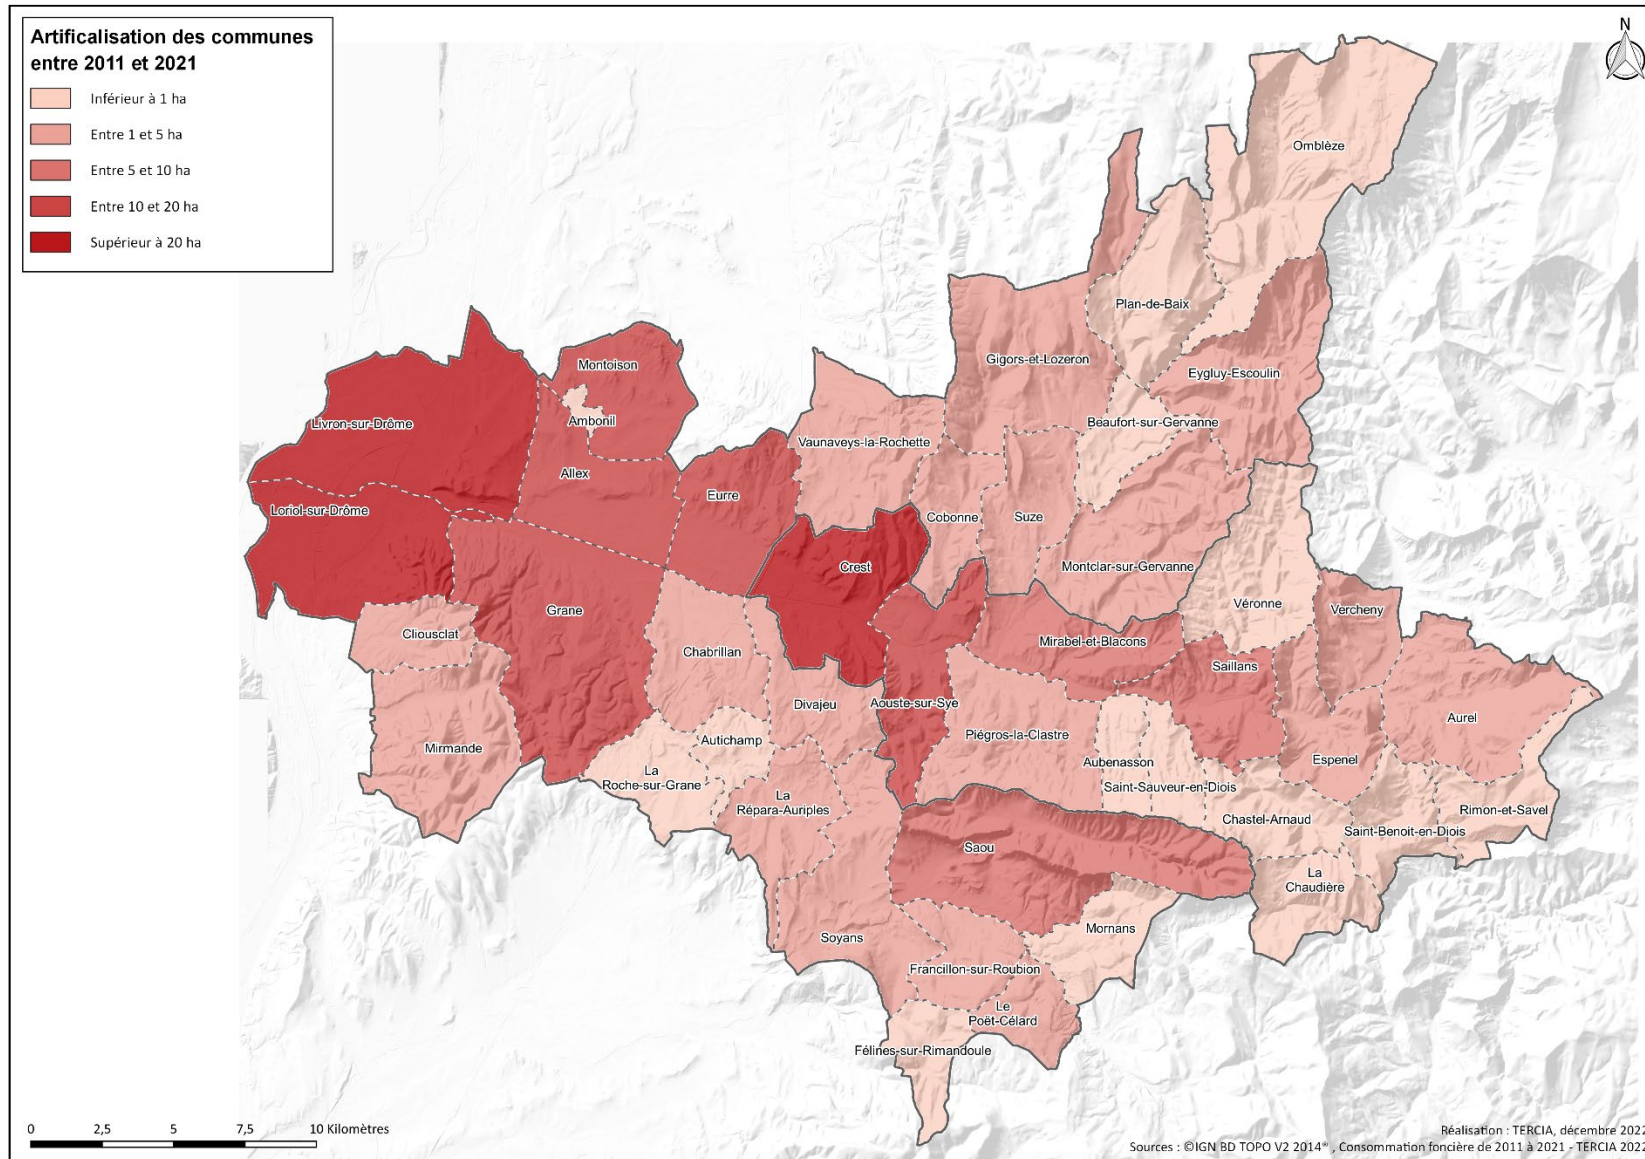 Artificalisation des communes
entre 2011 et 2021
Inférieur à 1 ha
Entre 1 et 5 ha
Entre 5 et 10 ha
Entre 10 et 20 ha
Supérieur à 20 ha
N
Omblèze
Plan-de-Baix
Gigors-et-Lozeron
Montoison
Eygluy-Escoulin
Livron-sur-Drôme
Ambonil
Beaufort-sur-Gervanne
Vaunaveys-la-Rochette
Allex
Eurre
Loriol-sur-Drôme
Cobonne
Suze
Crest
Montclar-sur-Gervanne
Grane
Véronne
Vercheny
Cliousclat
Mirabel-et-Blacons
Chabrillan
Saillans
Divajeu
Aouste-sur-Sye
Aurel
Piégros-la-Clastre
Autichamp
Mirmande
Aubenasson
Espenel
La
Roche-sur-Grane
Saint-Sauveur-en-Diois
La
Répara-Auriples
Rimon-et-Savel
Chastel-Arnaud
Saint-Benoit-en-Diois
Saou
La
Chaudière
Mornans
Soyans
Francillon-sur-Roubion
Le
Poët-Célard
Félines-sur-Rimandoule
0 2,5 5 7,5 10 Kilomètres
Réalisation : TERCIA, décembre 2022
Sources : ©IGN BD TOPO V2 2014® , Consommation foncière de 2011 à 2021 - TERCIA 2022